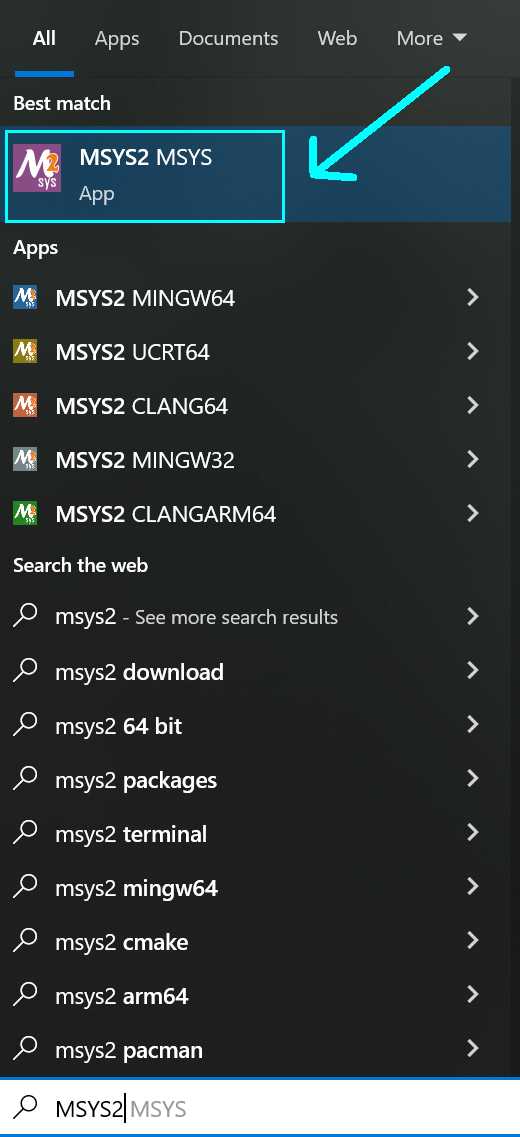 All Apps Documents Web More
Best match
M2 sys
MSYS2 MSYS
App
Apps
MSYS2 MINGW64
MSYS2 UCRT64
MSYS2 CLANG64
MSYS2 MINGW32
MSYS2 CLANGARM64
Search the web
msys2 - See more search results
msys2 download
msys2 64 bit
msys2 packages
msys2 terminal
msys2 mingw64
msys2 cmake
msys2 arm64
msys2 pacman
MSYS2 MSYS